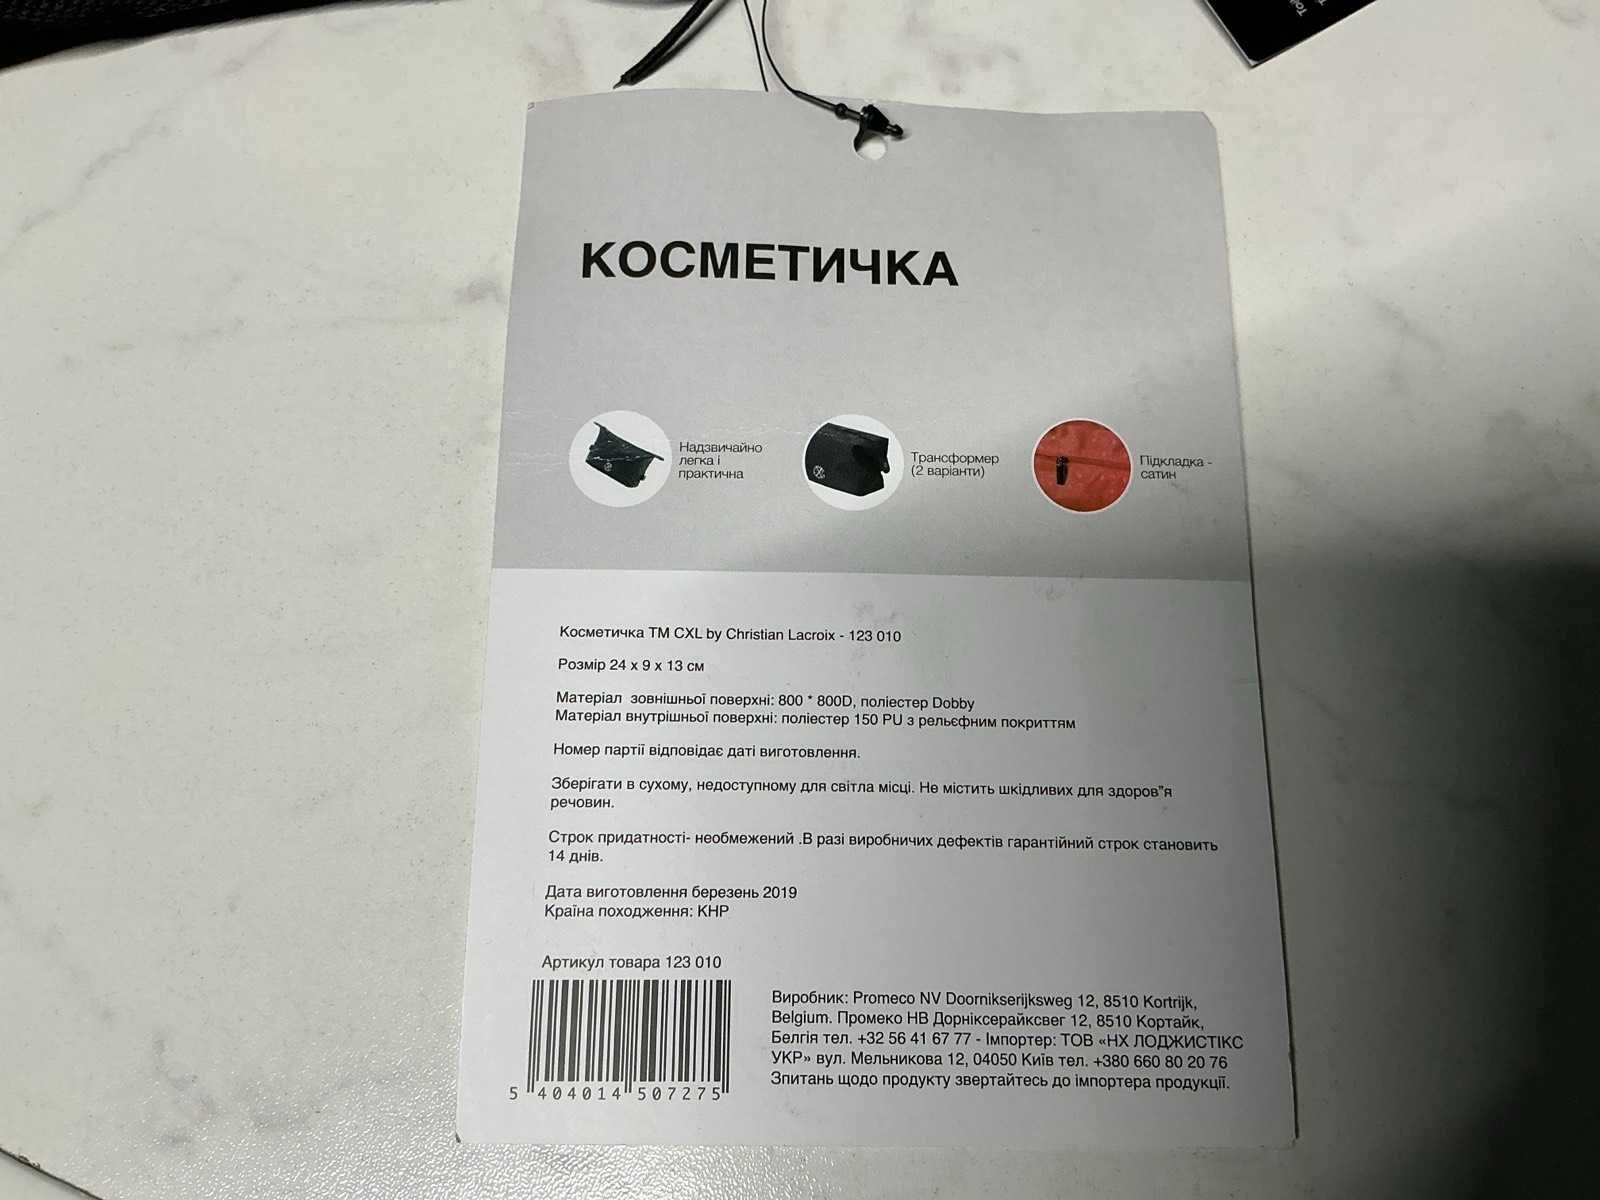 КОСМЕТИЧКА
Надзвичайно
легка і
практична
Трансформер
(2 варіанти)
Підкладка -
сатин
Косметичка ТМ CXL by Christian Lacroix - 123 010
Розмір 24 х 9 х 13 см
Матеріал зовнішньої поверхні: 800 * 800D, поліестер Dobby
Матеріал внутрішньої поверхні: поліестер 150 PU з рельєфним покриттям
Номер партії відповідає даті виготовлення.
Зберігати в сухому, недоступному для світла місці. Не містить шкідливих для здоров"я
речовин.
Строк придатності- необмежений .В разі виробничих дефектів гарантійний строк становить
14 днів.
Дата виготовлення березень 2019
Країна походження: КНР
Артикул товара 123 010
5 404014 507275
Виробник: Promeco NV Doornikserijksweg 12, 8510 Kortrijk,
Belgium. Промеко НВ Дорніксерайксвег 12, 8510 Кортайк,
Белгія тел. +32 56 41 67 77 - Імпортер: ТОВ «НХ ЛОДЖИСТІКС
УКР» вул. Мельникова 12, 04050 Київ тел. +380 660 80 20 76
Зпитань щодо продукту звертайтесь до імпортера продукції.